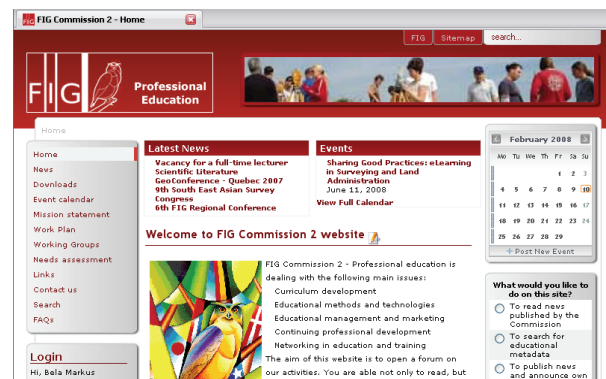 FIG Commission 2 - Home
FIG
Sitemap
search...
FIG
Professional
Education
Home
Home
News
Downloads
Event calendar
Mission statement
Work Plan
Working Groups
Needs assessment
Links
Contact us
Search
FAQs
Login
Hi, Bela Markus
Latest News
Vacancy for a full-time lecturer
Scientific Literature
GeoConference - Quebec 2007
9th South East Asian Survey
Congress
6th FIG Regional Conference
Events
Sharing Good Practices: eLearning
in Surveying and Land
Administration
June 11, 2008
View Full Calendar
Welcome to FIG Commission 2 website
FIG Commission 2 - Professional education is
dealing with the following main issues:
Curriculum development
Educational methods and technologies
Educational management and marketing
Continuing professional development
Networking in education and training
The aim of this website is to open a forum on
our activities. You are able not only to read, but
February 2008
Mo Tu We Th Fr Sa Su
1 2 3
4 5 6 7 8 9 10
11 12 13 14 15 16 17
18 19 20 21 22 23 24
25 26 27 28 29
+ Post New Event
What would you like to
do on this site?
To read news
published by the
Commission
To search for
educational
metadata
To publish news
and announce own